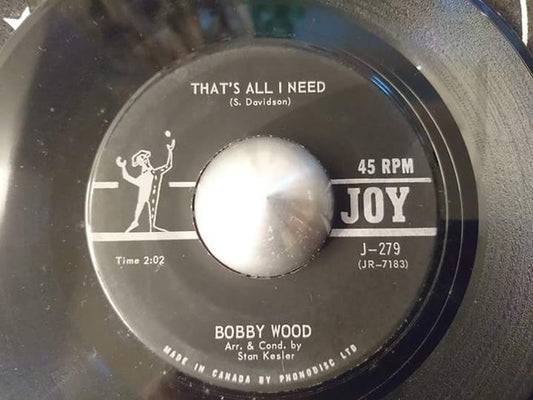 THAT'S ALL I NEED
(S. Davidson)
45 RPM
JOY
J-279
(JR-7183)
Time 2:02
BOBBY WOOD
Arr. & Cond. by
Stan Kesler
MADE IN CANADA BY PHONODISC LTD